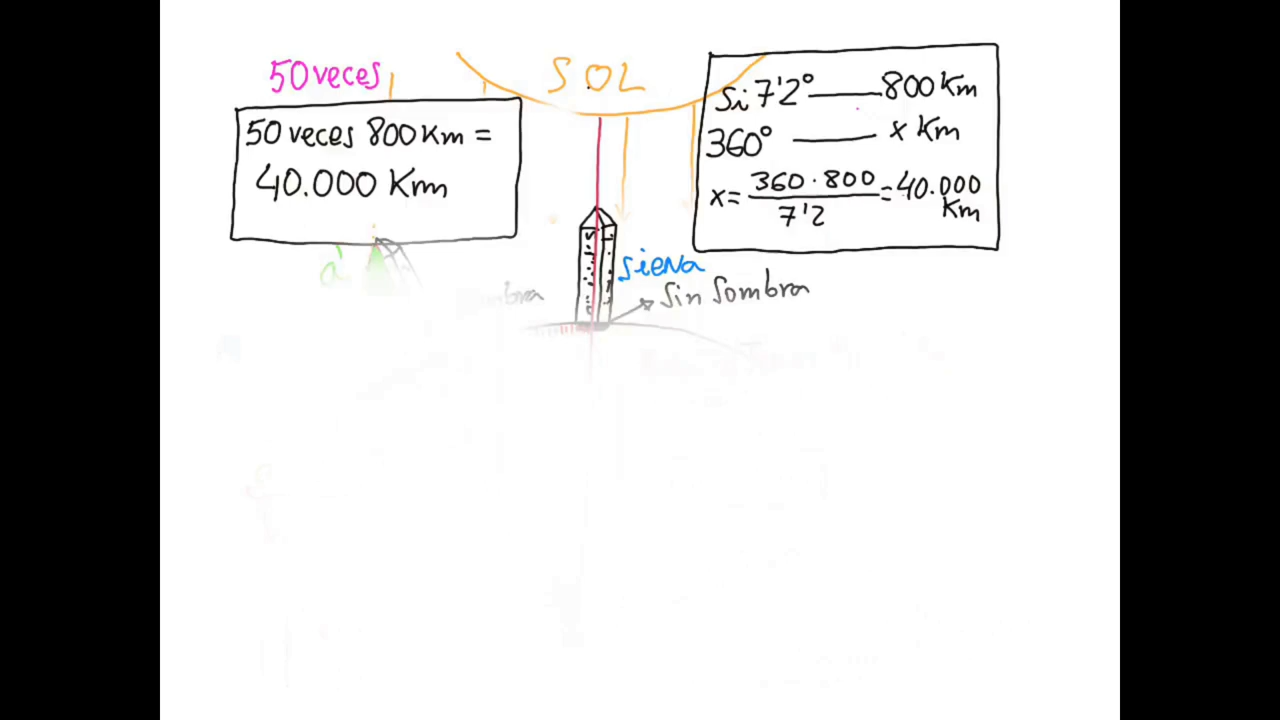 50 veces
SOL
50 veces 800 Km =
40.000 Km
Si 7'2° 800 Km
360° x Km
x = 360 · 800 / 7'2 = 40.000 Km
a'
Siena
Sin Sombra